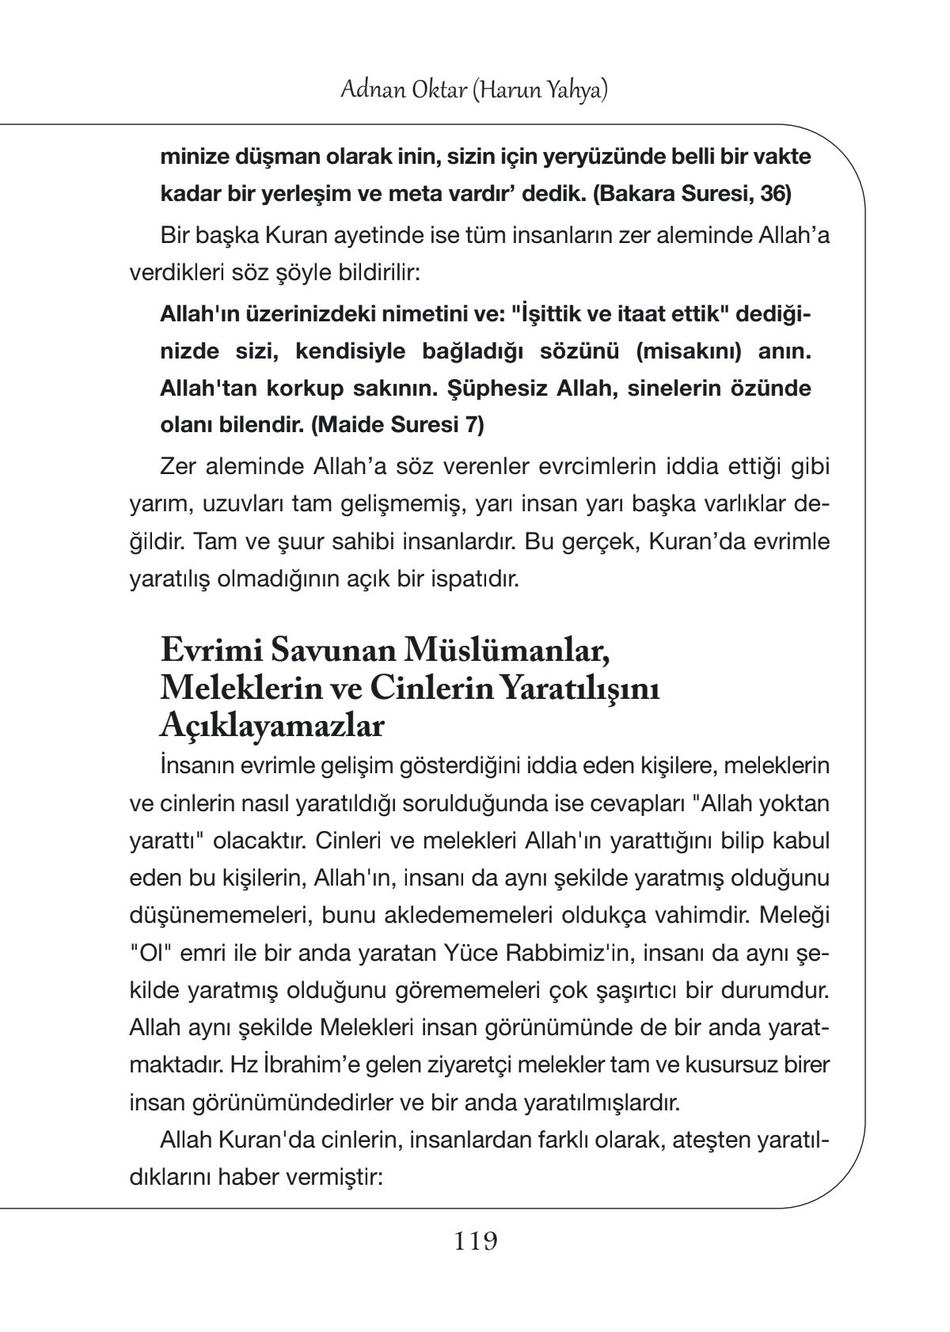 Adnan Oktar (Harun Yahya)
minize düşman olarak inin, sizin için yeryüzünde belli bir vakte
kadar bir yerleşim ve meta vardır’ dedik. (Bakara Suresi, 36)
Bir başka Kuran ayetinde ise tüm insanların zer aleminde Allah’a
verdikleri söz şöyle bildirilir:
Allah'ın üzerinizdeki nimetini ve: "İşittik ve itaat ettik" dediği-
nizde sizi, kendisiyle bağladığı sözünü (misakını) anın.
Allah'tan korkup sakının. Şüphesiz Allah, sinelerin özünde
olanı bilendir. (Maide Suresi 7)
Zer aleminde Allah’a söz verenler evrcimlerin iddia ettiği gibi
yarım, uzuvları tam gelişmemiş, yarı insan yarı başka varlıklar de-
ğildir. Tam ve şuur sahibi insanlardır. Bu gerçek, Kuran’da evrimle
yaratılış olmadığının açık bir ispatıdır.
Evrimi Savunan Müslümanlar,
Meleklerin ve Cinlerin Yaratılışını
Açıklayamazlar
İnsanın evrimle gelişim gösterdiğini iddia eden kişilere, meleklerin
ve cinlerin nasıl yaratıldığı sorulduğunda ise cevapları "Allah yoktan
yarattı" olacaktır. Cinleri ve melekleri Allah'ın yarattığını bilip kabul
eden bu kişilerin, Allah'ın, insanı da aynı şekilde yaratmış olduğunu
düşünememeleri, bunu akledememeleri oldukça vahimdir. Meleği
"Ol" emri ile bir anda yaratan Yüce Rabbimiz'in, insanı da aynı şe-
kilde yaratmış olduğunu görememeleri çok şaşırtıcı bir durumdur.
Allah aynı şekilde Melekleri insan görünümünde de bir anda yarat-
maktadır. Hz İbrahim’e gelen ziyaretçi melekler tam ve kusursuz birer
insan görünümündedirler ve bir anda yaratılmışlardır.
Allah Kuran'da cinlerin, insanlardan farklı olarak, ateşten yaratıl-
dıklarını haber vermiştir:
119